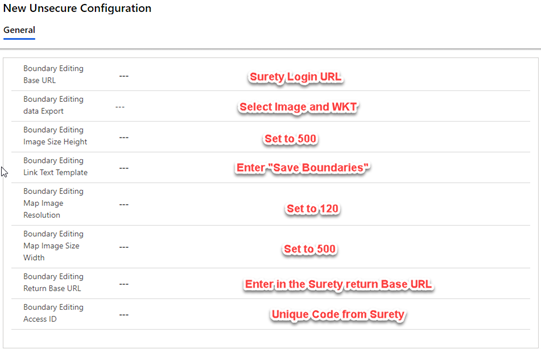 New Unsecure Configuration
General
Boundary Editing
Base URL
---
Surety Login URL
Boundary Editing
data Export
---
Select Image and WKT
Boundary Editing
Image Size Height
---
Set to 500
Boundary Editing
Link Text Template
---
Enter "Save Boundaries"
Boundary Editing
Map Image
Resolution
---
Set to 120
Boundary Editing
Map Image Size
Width
---
Set to 500
Boundary Editing
Return Base URL
---
Enter in the Surety return Base URL
Boundary Editing
Access ID
---
Unique Code from Surety